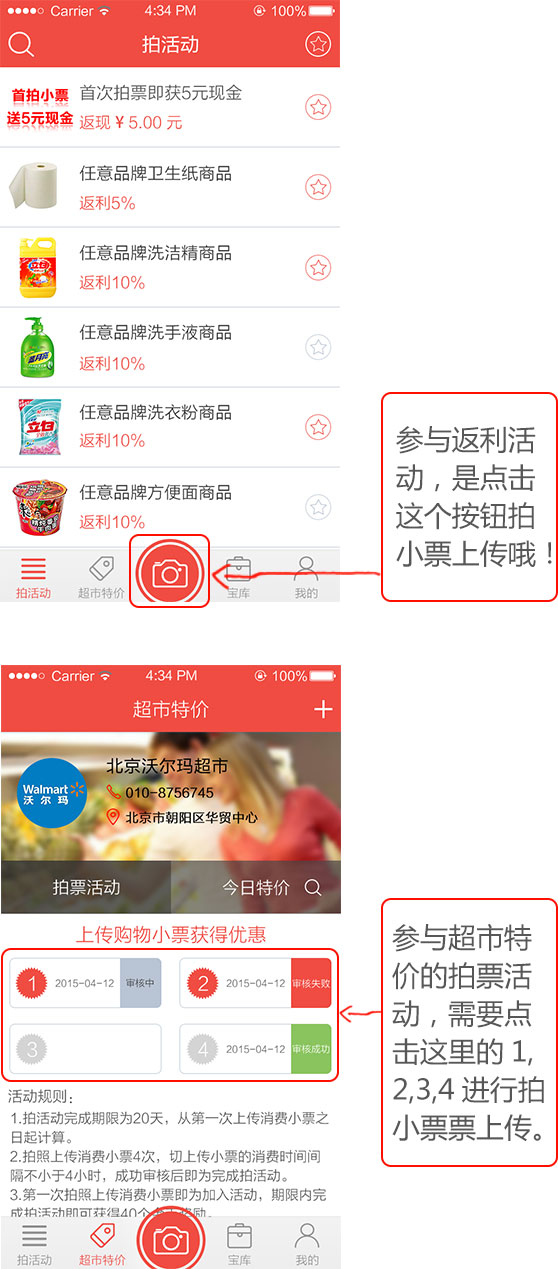 Carrier 4:34 PM 100%
拍活动
首拍小票
送5元现金
首次拍票即获5元现金
返现 ¥ 5.00 元
任意品牌卫生纸商品
返利5%
任意品牌洗洁精商品
返利10%
任意品牌洗手液商品
返利10%
任意品牌洗衣粉商品
立白
返利10%
任意品牌方便面商品
返利10%
拍活动
超市特价
宝库
我的
参与返利活
动，是点击
这个按钮拍
小票上传哦！
Carrier 4:34 PM 100%
超市特价
Walmart
沃尔玛
北京沃尔玛超市
010-8756745
北京市朝阳区华贸中心
拍票活动
今日特价
上传购物小票获得优惠
1 2015-04-12 审核中
2 2015-04-12 审核失败
3
4 2015-04-12 审核成功
活动规则：
1.拍活动完成期限为20天，从第一次上传消费小票之
日起计算。
2.拍照上传消费小票4次，切上传小票的消费时间间
隔不小于4小时，成功审核后即为完成拍活动。
3.第一次拍照上传消费小票即为加入活动，期限内完
成拍活动即可获得40个
奖励。
拍活动
超市特价
宝库
我的
参与超市特
价的拍票活
动，需要点
击这里的 1,
2,3,4 进行拍
小票票上传。